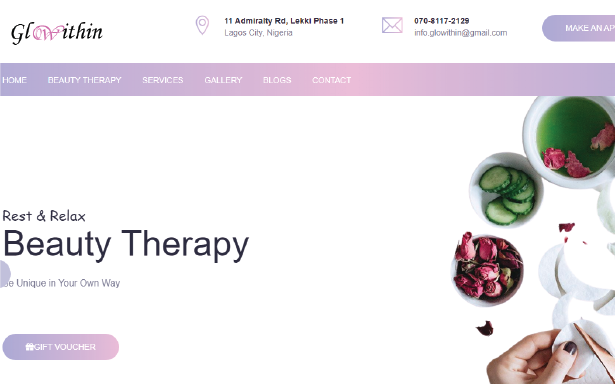 Glowithin
11 Admiralty Rd, Lekki Phase 1
Lagos City, Nigeria
070-8117-2129
info.glowithin@gmail.com
MAKE AN AP
HOME
BEAUTY THERAPY
SERVICES
GALLERY
BLOGS
CONTACT
Rest & Relax
Beauty Therapy
Be Unique in Your Own Way
GIFT VOUCHER